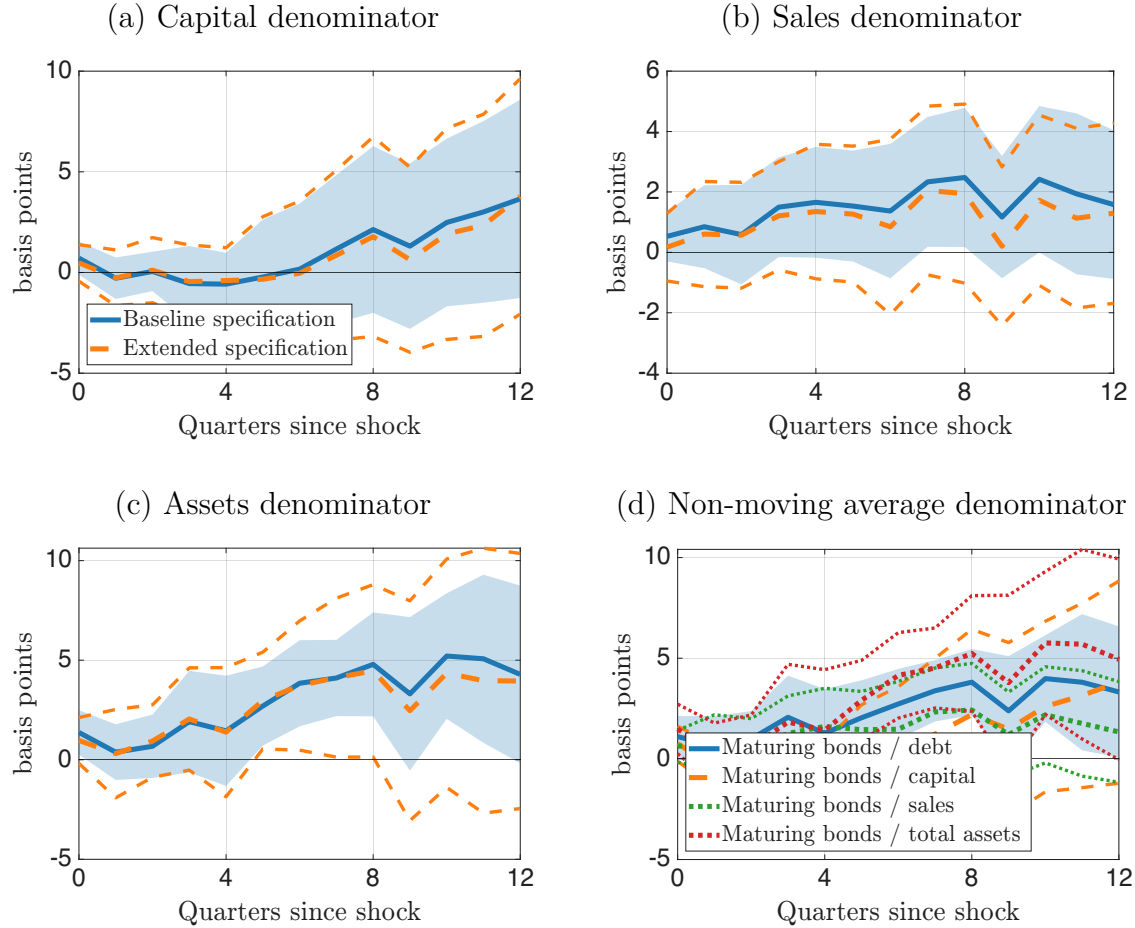 (a) Capital denominator
10
5
0
-5
basis points
Baseline specification
Extended specification
0
4
8
12
Quarters since shock
(b) Sales denominator
6
4
2
0
-2
-4
basis points
0
4
8
12
Quarters since shock
(c) Assets denominator
10
5
0
-5
basis points
0
4
8
12
Quarters since shock
(d) Non-moving average denominator
10
5
0
-5
basis points
Maturing bonds / debt
Maturing bonds / capital
Maturing bonds / sales
Maturing bonds / total assets
0
4
8
12
Quarters since shock